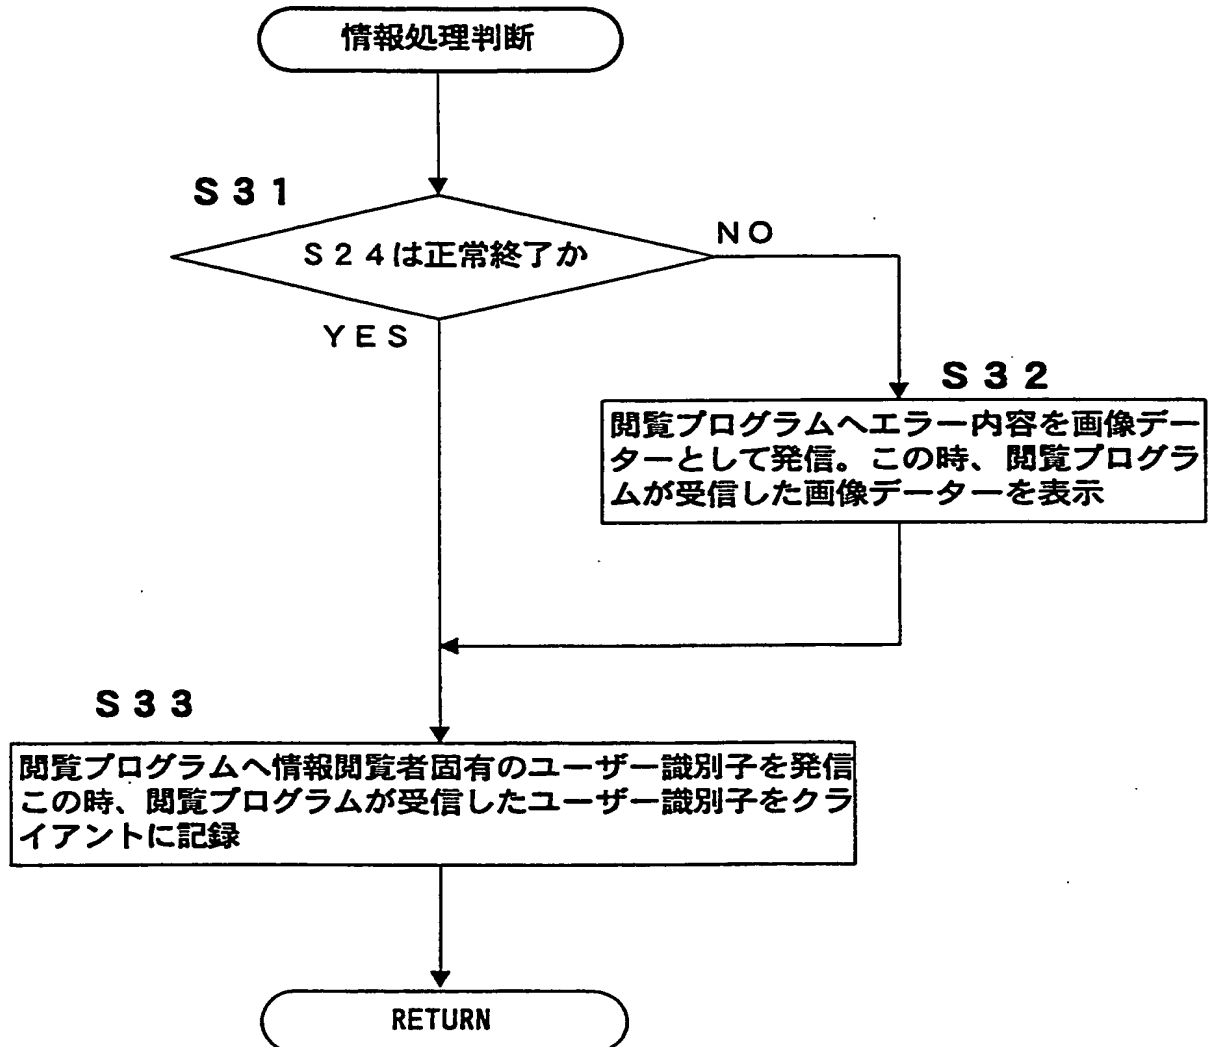 情報処理判断
S31
S24は正常終了か
NO
YES
S32
閲覧プログラムへエラー内容を画像デー
ターとして発信。この時、閲覧プログラ
ムが受信した画像データーを表示
S33
閲覧プログラムへ情報閲覧者固有のユーザー識別子を発信
この時、閲覧プログラムが受信したユーザー識別子をクラ
イアントに記録
RETURN